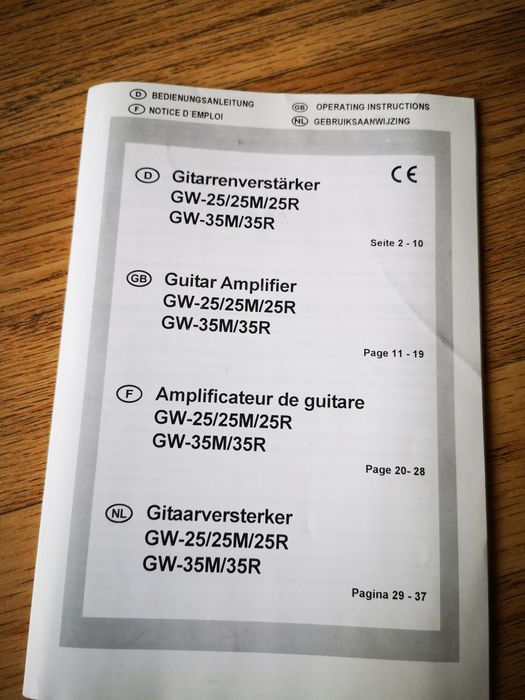 D BEDIENUNGSANLEITUNG
F NOTICE D´EMPLOI
GB OPERATING INSTRUCTIONS
NL GEBRUIKSAANWIJZING
CE
D Gitarrenverstärker
GW-25/25M/25R
GW-35M/35R
Seite 2 - 10
GB Guitar Amplifier
GW-25/25M/25R
GW-35M/35R
Page 11 - 19
F Amplificateur de guitare
GW-25/25M/25R
GW-35M/35R
Page 20- 28
NL Gitaarversterker
GW-25/25M/25R
GW-35M/35R
Pagina 29 - 37